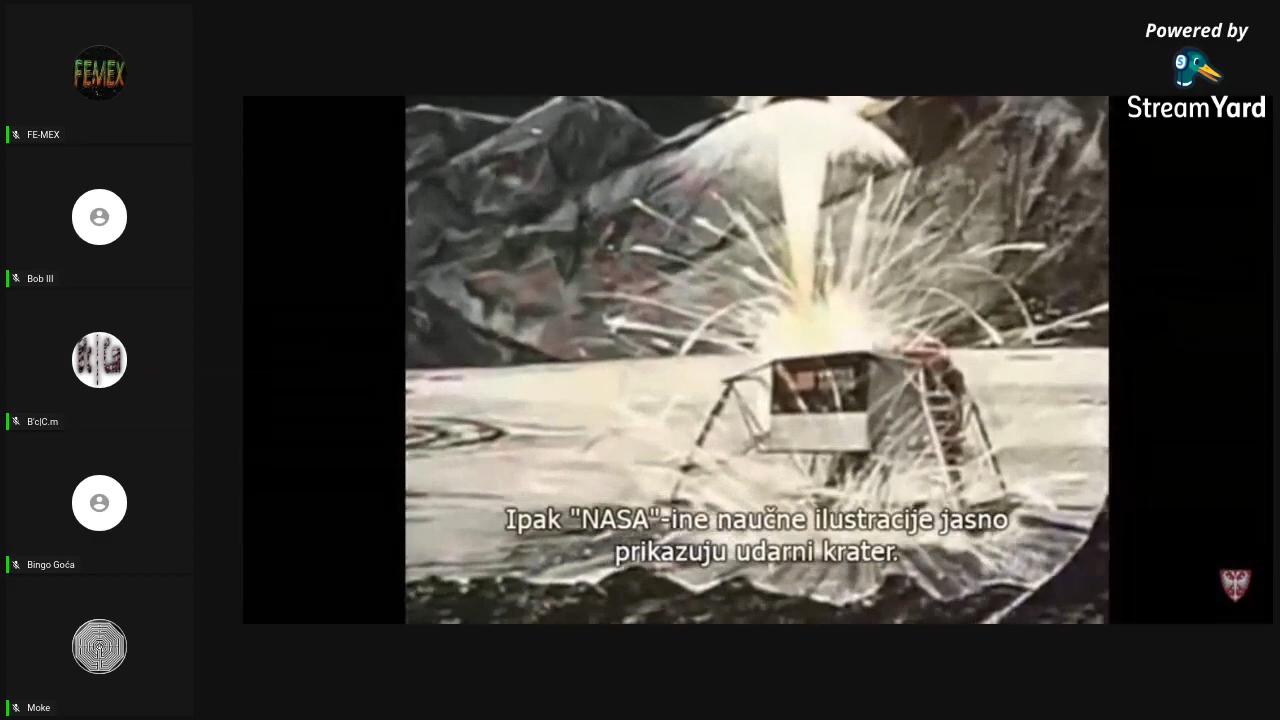 FEMEX
FE-MEX
Bob III
B'c|C.m
Bingo Goća
Moke
Powered by
S
StreamYard
Ipak "NASA"-ine naučne ilustracije jasno
prikazuju udarni krater.